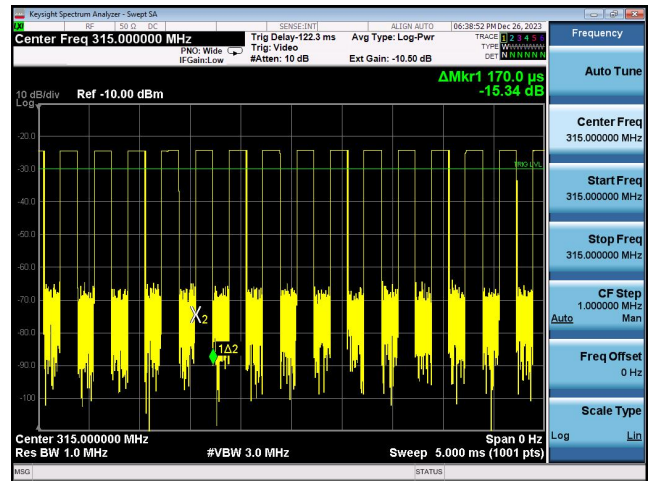 Keysight Spectrum Analyzer - Swept SA
LXI RF 50 Ω DC SENSE:INT ALIGN AUTO 06:38:52 PM Dec 26, 2023
Center Freq 315.000000 MHz
PNO: Wide
IFGain:Low
Trig Delay-122.3 ms
Trig: Video
#Atten: 10 dB
Avg Type: Log-Pwr
Ext Gain: -10.50 dB
TRACE 1 2 3 4 5 6
TYPE W
DET N N N N N N
ΔMkr1 170.0 µs
-15.34 dB
10 dB/div Ref -10.00 dBm
Log
-20.0
TRIG LVL
-30.0
-40.0
-50.0
-60.0
-70.0
2
-80.0
1Δ2
-90.0
-100
Center 315.000000 MHz Span 0 Hz
Res BW 1.0 MHz #VBW 3.0 MHz Sweep 5.000 ms (1001 pts)
MSG STATUS
Frequency
Auto Tune
Center Freq
315.000000 MHz
Start Freq
315.000000 MHz
Stop Freq
315.000000 MHz
CF Step
1.000000 MHz
Auto Man
Freq Offset
0 Hz
Scale Type
Log Lin